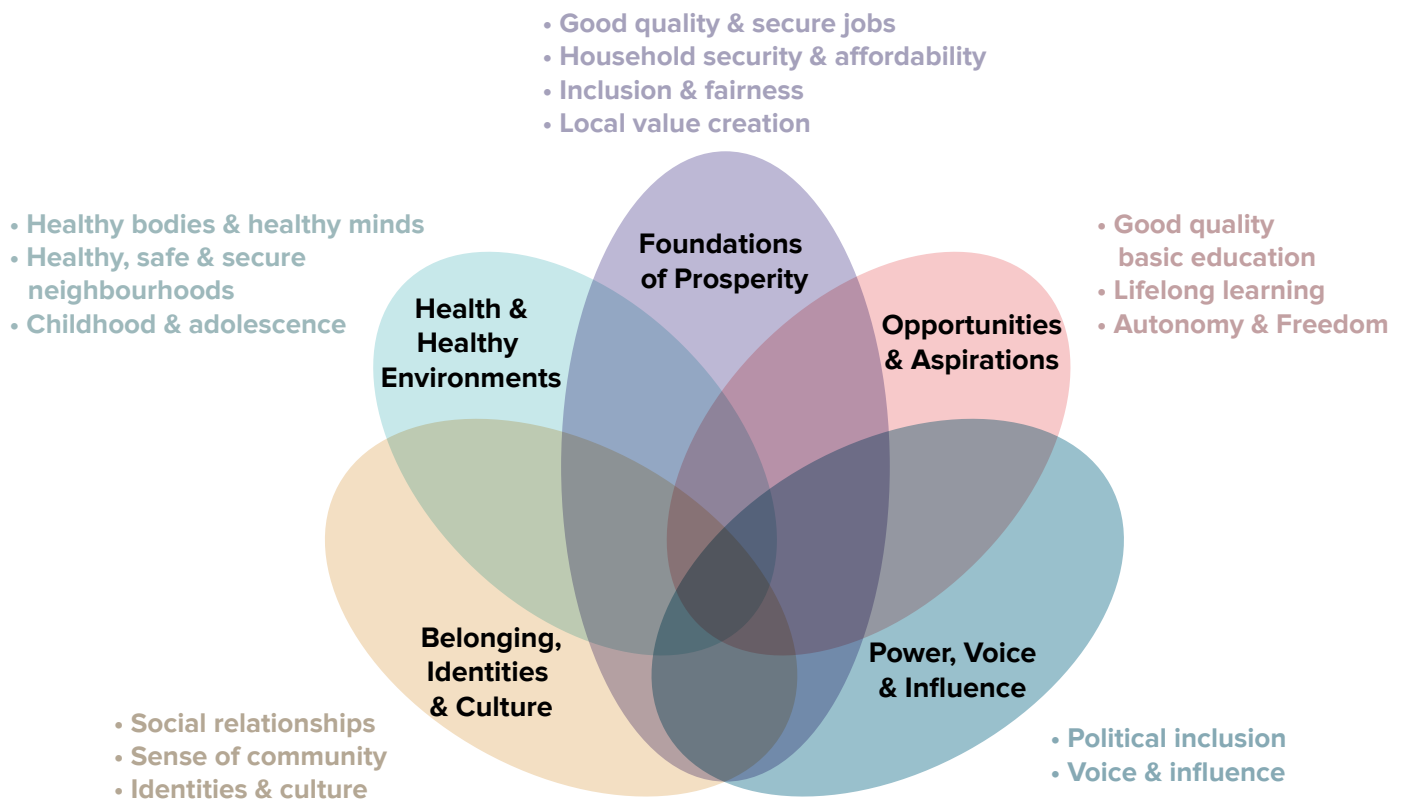 • Good quality & secure jobs
• Household security & affordability
• Inclusion & fairness
• Local value creation
• Healthy bodies & healthy minds
• Healthy, safe & secure
neighbourhoods
• Childhood & adolescence
• Good quality
basic education
• Lifelong learning
• Autonomy & Freedom
Foundations
of Prosperity
Health &
Healthy
Environments
Opportunities
& Aspirations
Belonging,
Identities
& Culture
Power, Voice
& Influence
• Social relationships
• Sense of community
• Identities & culture
• Political inclusion
• Voice & influence